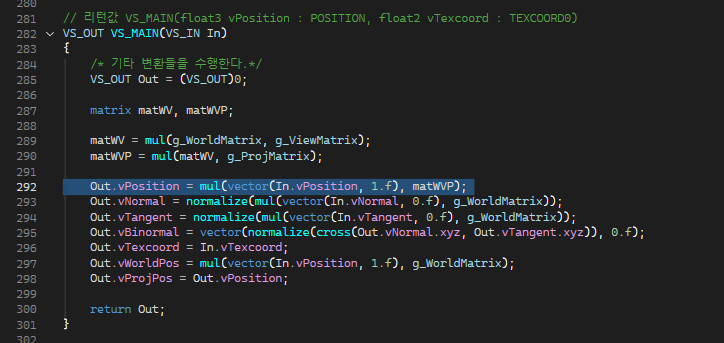 280
281 // 리턴값 VS_MAIN(float3 vPosition : POSITION, float2 vTexcoord : TEXCOORD0)
282 VS_OUT VS_MAIN(VS_IN In)
283 {
284 /* 기타 변환들을 수행한다.*/
285 VS_OUT Out = (VS_OUT)0;
286
287 matrix matWV, matWVP;
288
289 matWV = mul(g_WorldMatrix, g_ViewMatrix);
290 matWVP = mul(matWV, g_ProjMatrix);
291
292 Out.vPosition = mul(vector(In.vPosition, 1.f), matWVP);
293 Out.vNormal = normalize(mul(vector(In.vNormal, 0.f), g_WorldMatrix));
294 Out.vTangent = normalize(mul(vector(In.vTangent, 0.f), g_WorldMatrix));
295 Out.vBinormal = vector(normalize(cross(Out.vNormal.xyz, Out.vTangent.xyz)), 0.f);
296 Out.vTexcoord = In.vTexcoord;
297 Out.vWorldPos = mul(vector(In.vPosition, 1.f), g_WorldMatrix);
298 Out.vProjPos = Out.vPosition;
299
300 return Out;
301 }
302